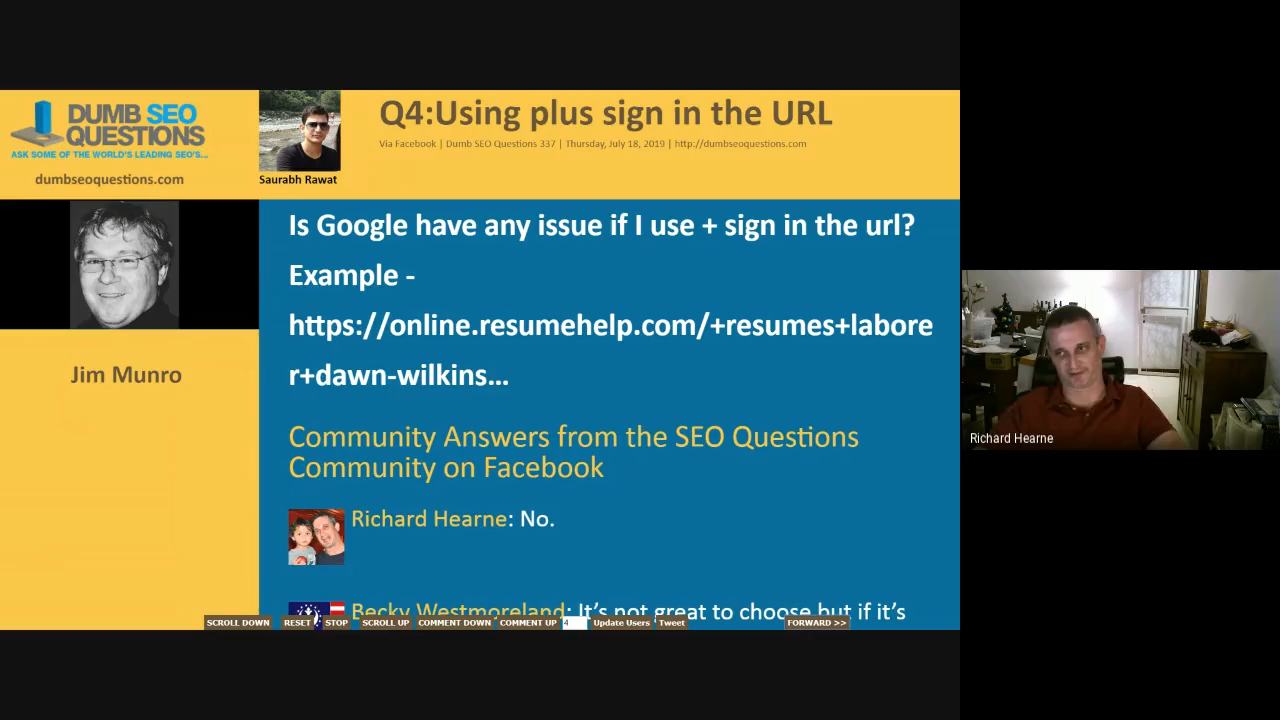 DUMB SEO
QUESTIONS
ASK SOME OF THE WORLD'S LEADING SEO'S...
dumbseoquestions.com
Saurabh Rawat
Q4:Using plus sign in the URL
Via Facebook | Dumb SEO Questions 337 | Thursday, July 18, 2019 | http://dumbseoquestions.com
Jim Munro
Is Google have any issue if I use + sign in the url?
Example -
https://online.resumehelp.com/+resumes+labore
r+dawn-wilkins...
Community Answers from the SEO Questions
Community on Facebook
Richard Hearne: No.
Becky Westmoreland: It's not great to choose but if it's
SCROLL DOWN RESET STOP SCROLL UP COMMENT DOWN COMMENT UP 4 Update Users Tweet FORWARD >>
Richard Hearne